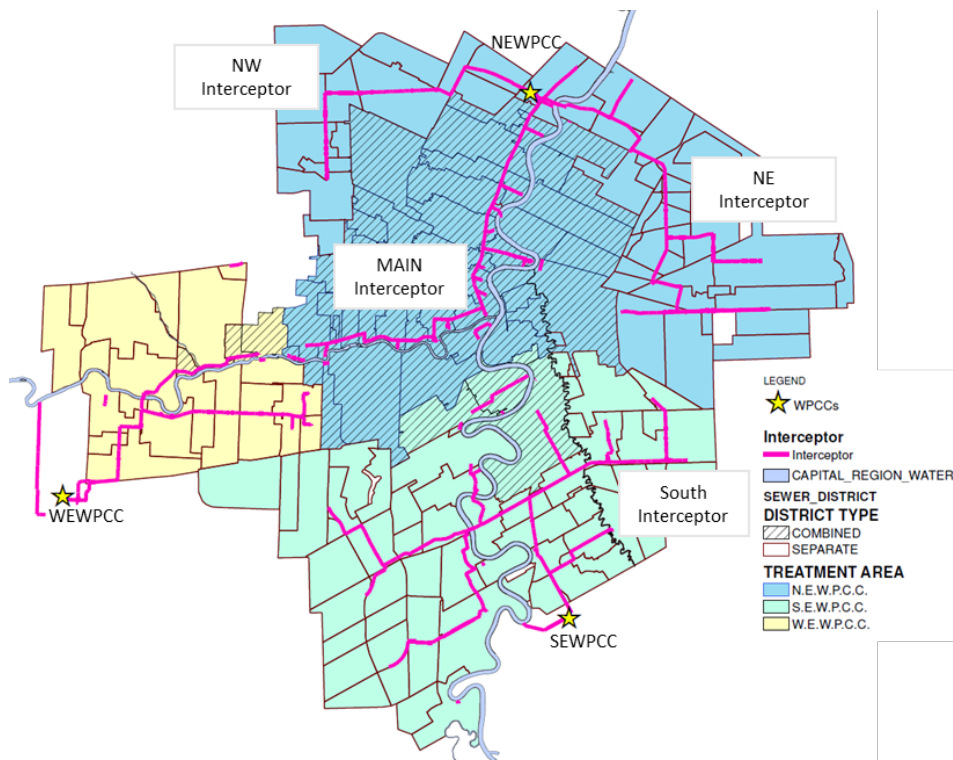 NEWPCC
NW
Interceptor
NE
Interceptor
MAIN
Interceptor
South
Interceptor
WEWPCC
SEWPCC
LEGEND
WPCCs
Interceptor
Interceptor
CAPITAL_REGION_WATER
SEWER_DISTRICT
DISTRICT TYPE
COMBINED
SEPARATE
TREATMENT AREA
N.E.W.P.C.C.
S.E.W.P.C.C.
W.E.W.P.C.C.